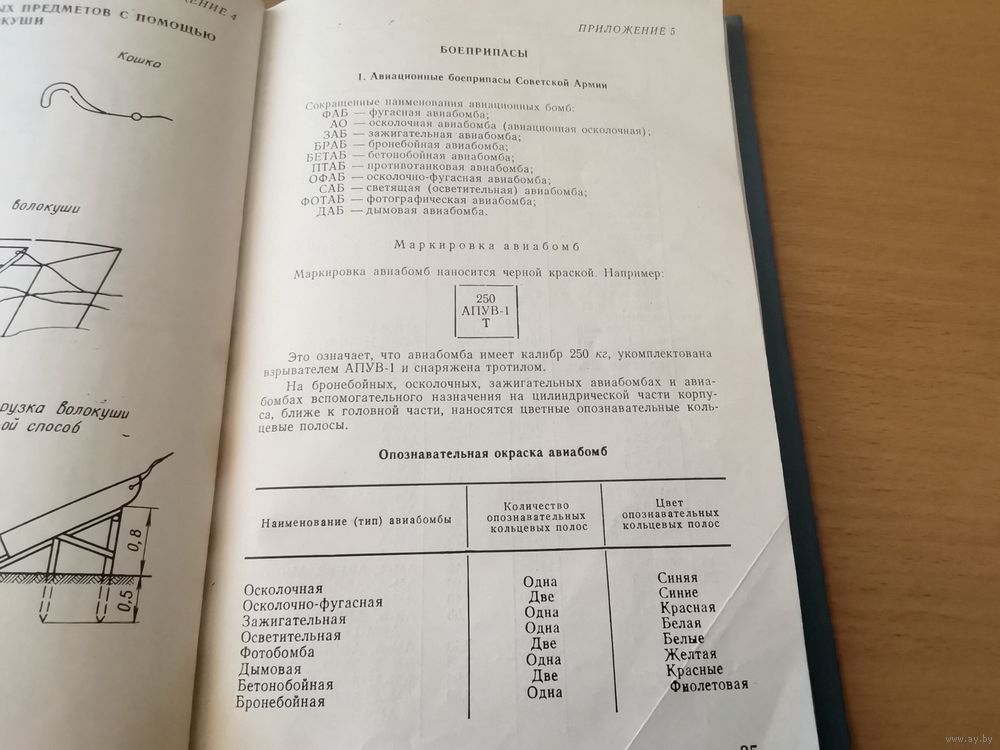 ЕНИЕ 4
ЫХ ПРЕДМЕТОВ С ПОМОЩЬЮ
КУШИ
Кошка
Волокуши
рузка Волокуши
ой способ
0,8
0,5
ПРИЛОЖЕНИЕ 5
БОЕПРИПАСЫ
1. Авиационные боеприпасы Советской Армии
Сокращенные наименования авиационных бомб:
ФАБ — фугасная авиабомба;
АО — осколочная авиабомба (авиационная осколочная);
ЗАБ — зажигательная авиабомба;
БРАБ — бронебойная авиабомба;
БЕТАБ — бетонобойная авиабомба;
ПТАБ — противотанковая авиабомба;
ОФАБ — осколочно-фугасная авиабомба;
САБ — светящая (осветительная) авиабомба;
ФОТАБ — фотографическая авиабомба;
ДАБ — дымовая авиабомба.
Маркировка авиабомб
Маркировка авиабомб наносится черной краской. Например:
250
АПУВ-1
Т
Это означает, что авиабомба имеет калибр 250 кг, укомплектована
взрывателем АПУВ-1 и снаряжена тротилом.
На бронебойных, осколочных, зажигательных авиабомбах и авиа-
бомбах вспомогательного назначения на цилиндрической части корпу-
са, ближе к головной части, наносятся цветные опознавательные коль-
цевые полосы.
Опознавательная окраска авиабомб
Наименование (тип) авиабомбы
Количество
опознавательных
кольцевых полос
Цвет
опознавательных
кольцевых полос
Осколочная Одна Синяя
Осколочно-фугасная Две Синие
Зажигательная Одна Красная
Осветительная Одна Белая
Фотобомба Две Белые
Дымовая Одна Желтая
Бетонобойная Две Красные
Бронебойная Одна Фиолетовая
www.ay.by